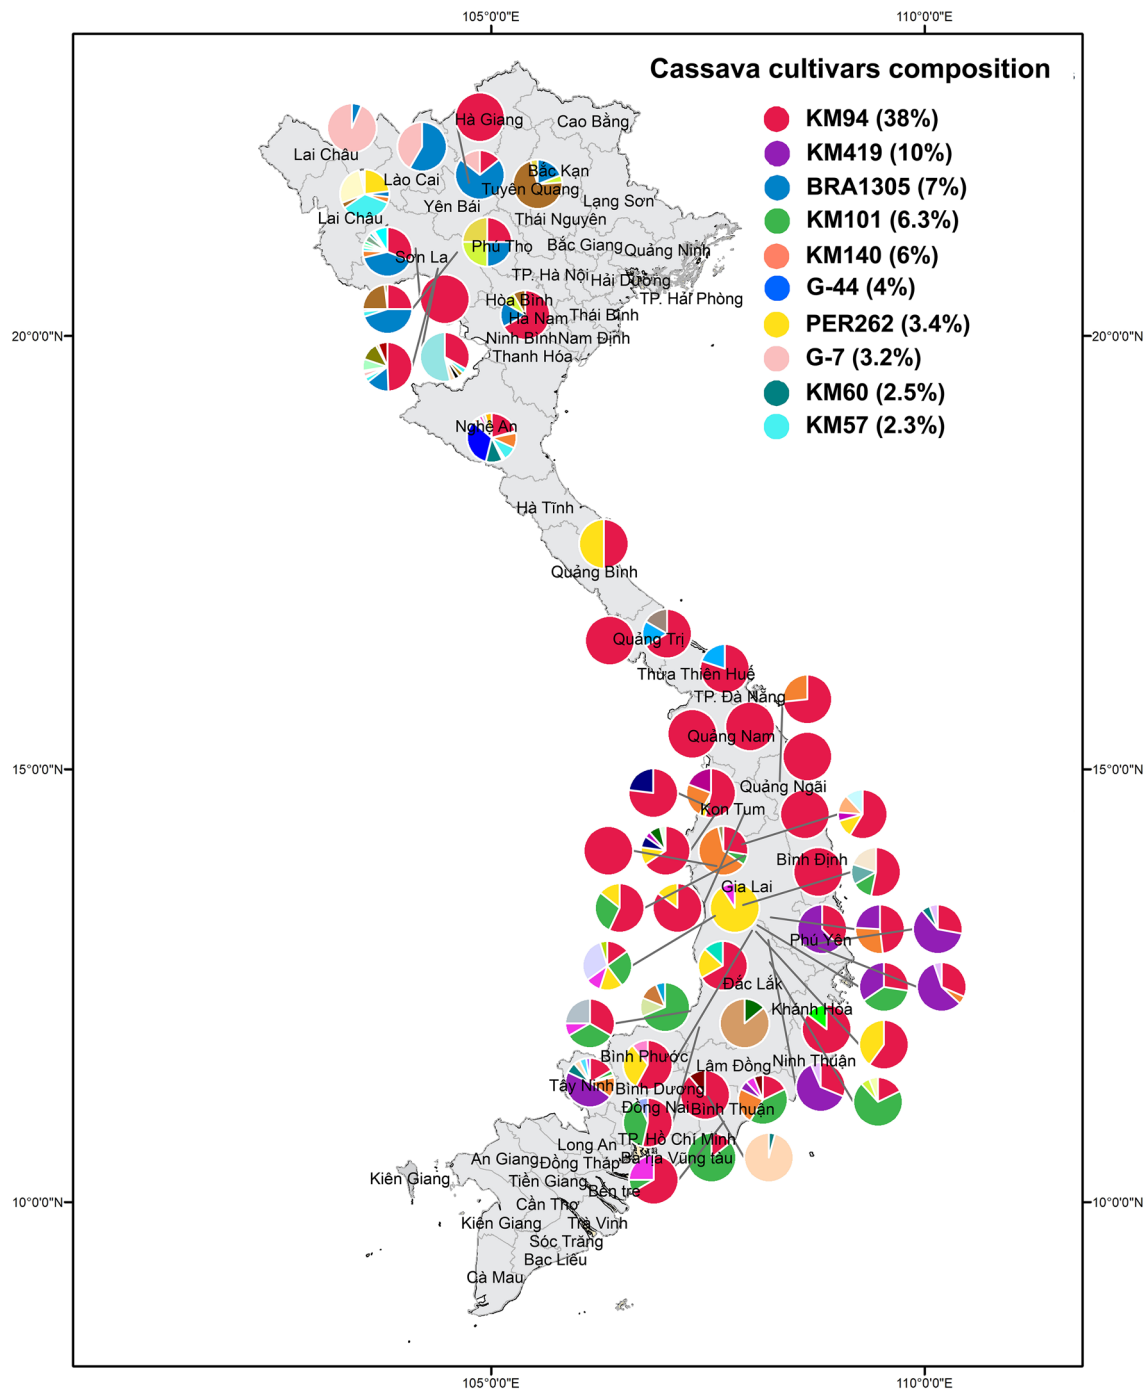 105°0'0"E
110°0'0"E
Cassava cultivars composition
KM94 (38%)
KM419 (10%)
BRA1305 (7%)
KM101 (6.3%)
KM140 (6%)
G-44 (4%)
PER262 (3.4%)
G-7 (3.2%)
KM60 (2.5%)
KM57 (2.3%)
Hà Giang
Cao Bằng
Lai Châu
Bắc Kạn
Lào Cai
Tuyên Quang
Lạng Sơn
Yên Bái
Lai Châu
Thái Nguyên
Phú Thọ
Bắc Giang
Quảng Ninh
Sơn La
TP. Hà Nội
Hải Dương
TP. Hải Phòng
Hòa Bình
Hà Nam
Thái Bình
20°0'0"N
20°0'0"N
Ninh Bình
Nam Định
Thanh Hóa
Nghệ An
Hà Tĩnh
Quảng Bình
Quảng Trị
Thừa Thiên Huế
TP. Đà Nẵng
Quảng Nam
15°0'0"N
15°0'0"N
Quảng Ngãi
Kon Tum
Bình Định
Gia Lai
Phú Yên
Đắc Lắk
Khánh Hòa
Bình Phước
Ninh Thuận
Lâm Đồng
Tây Ninh
Bình Dương
Đồng Nai
Bình Thuận
TP. Hồ Chí Minh
Long An
Bà rịa Vũng tàu
An Giang
Đồng Tháp
Kiên Giang
Tiền Giang
Bến tre
10°0'0"N
10°0'0"N
Cần Thơ
Kiên Giang
Trà Vinh
Sóc Trăng
Bạc Liêu
Cà Mau
105°0'0"E
110°0'0"E